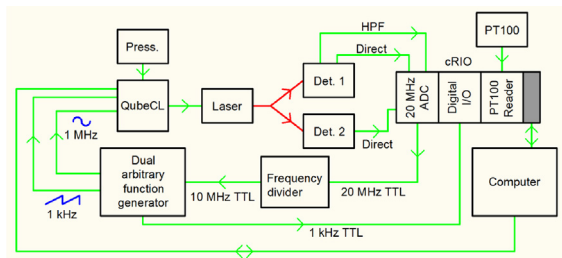 HPF
Press.
PT100
Direct
cRIO
QubeCL
Laser
Det. 1
20 MHz
ADC
Digital
I/O
PT100
Reader
1 MHz
Det. 2
Direct
Dual
arbitrary
function
generator
Frequency
divider
Computer
10 MHz TTL
20 MHz TTL
1 kHz
1 kHz TTL